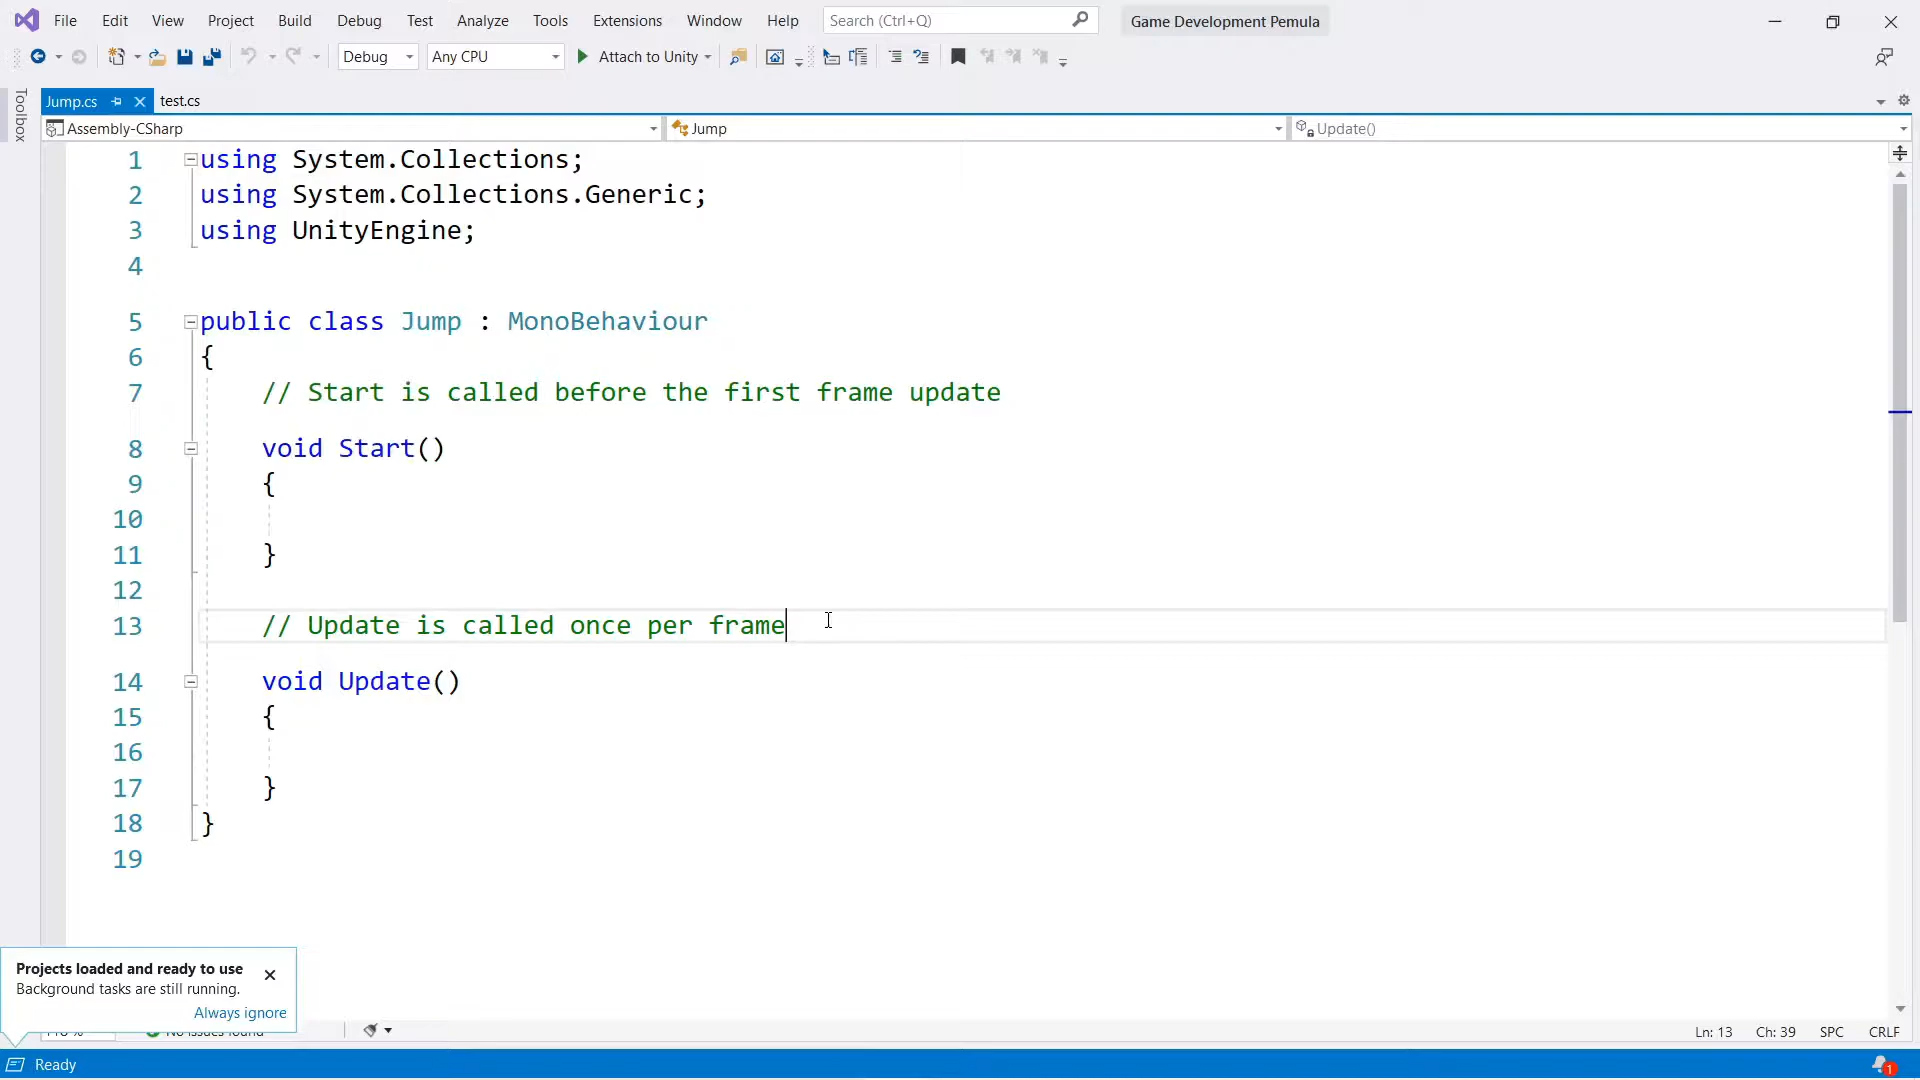 File Edit View Project Build Debug Test Analyze Tools Extensions Window Help Search (Ctrl+Q) Game Development Pemula
Debug Any CPU Attach to Unity
Toolbox
Jump.cs test.cs
Assembly-CSharp Jump Update()
1 using System.Collections;
2 using System.Collections.Generic;
3 using UnityEngine;
4
5 public class Jump : MonoBehaviour
6 {
7 // Start is called before the first frame update
8 void Start()
9 {
10
11 }
12
13 // Update is called once per frame
14 void Update()
15 {
16
17 }
18 }
19
Projects loaded and ready to use
Background tasks are still running.
Always ignore
No issues found
Ln: 13 Ch: 39 SPC CRLF
Ready 1